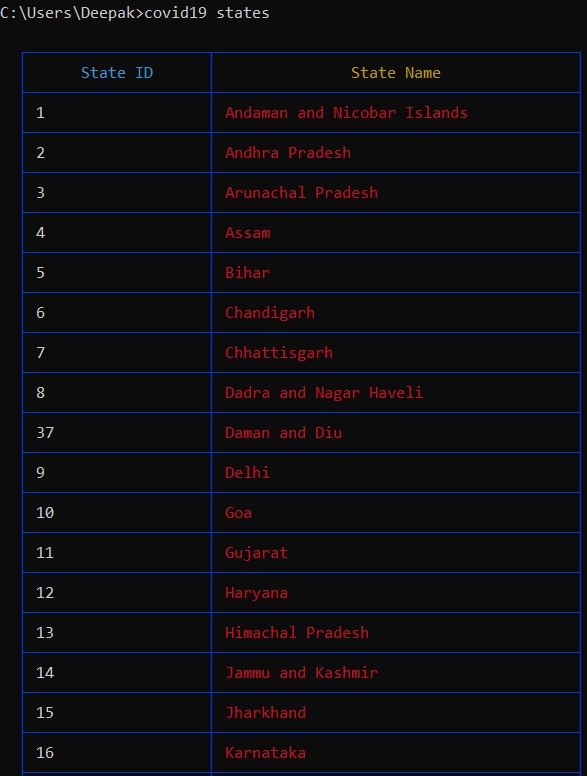 C:\Users\Deepak>covid19 states
State ID State Name
1 Andaman and Nicobar Islands
2 Andhra Pradesh
3 Arunachal Pradesh
4 Assam
5 Bihar
6 Chandigarh
7 Chhattisgarh
8 Dadra and Nagar Haveli
37 Daman and Diu
9 Delhi
10 Goa
11 Gujarat
12 Haryana
13 Himachal Pradesh
14 Jammu and Kashmir
15 Jharkhand
16 Karnataka